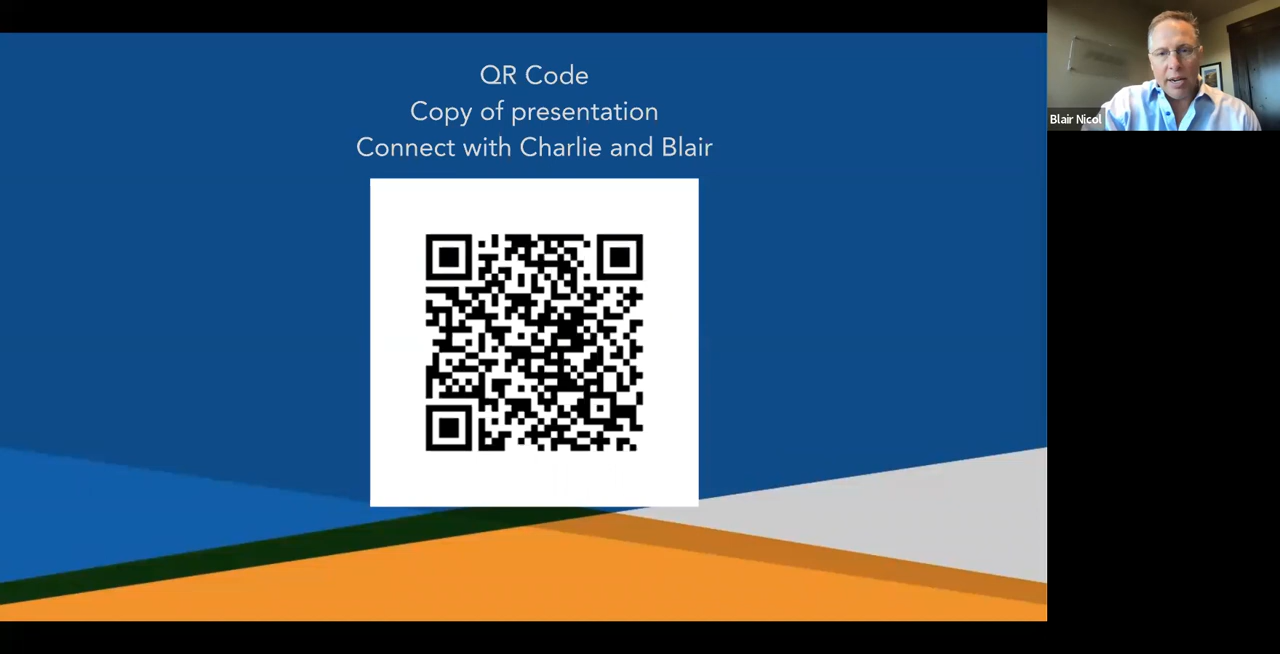 QR Code
Copy of presentation
Connect with Charlie and Blair
Blair Nicol